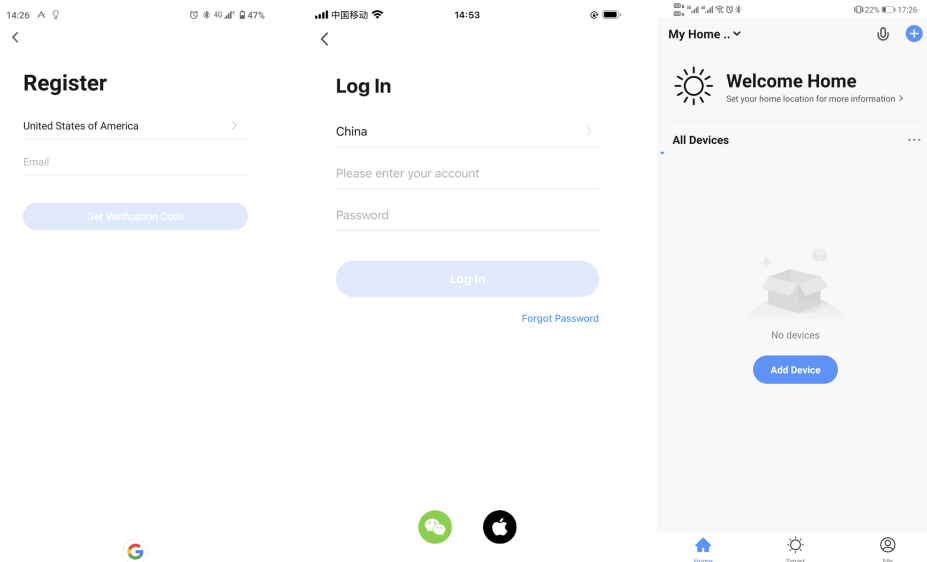 14:26
4G
47%
Register
United States of America
Email
Get Verification Code
中国移动
14:53
Log In
China
Please enter your account
Password
Log In
Forgot Password
22%
17:26
My Home ..
Welcome Home
Set your home location for more information
All Devices
No devices
Add Device
Home
Smart
Me